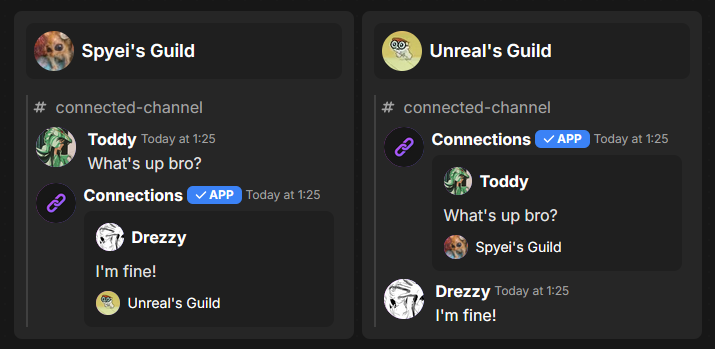 Spyei's Guild
# connected-channel
Toddy Today at 1:25
What's up bro?
Connections ✓ APP Today at 1:25
Drezzy
I'm fine!
Unreal's Guild
Unreal's Guild
# connected-channel
Connections ✓ APP Today at 1:25
Toddy
What's up bro?
Spyei's Guild
Drezzy Today at 1:25
I'm fine!